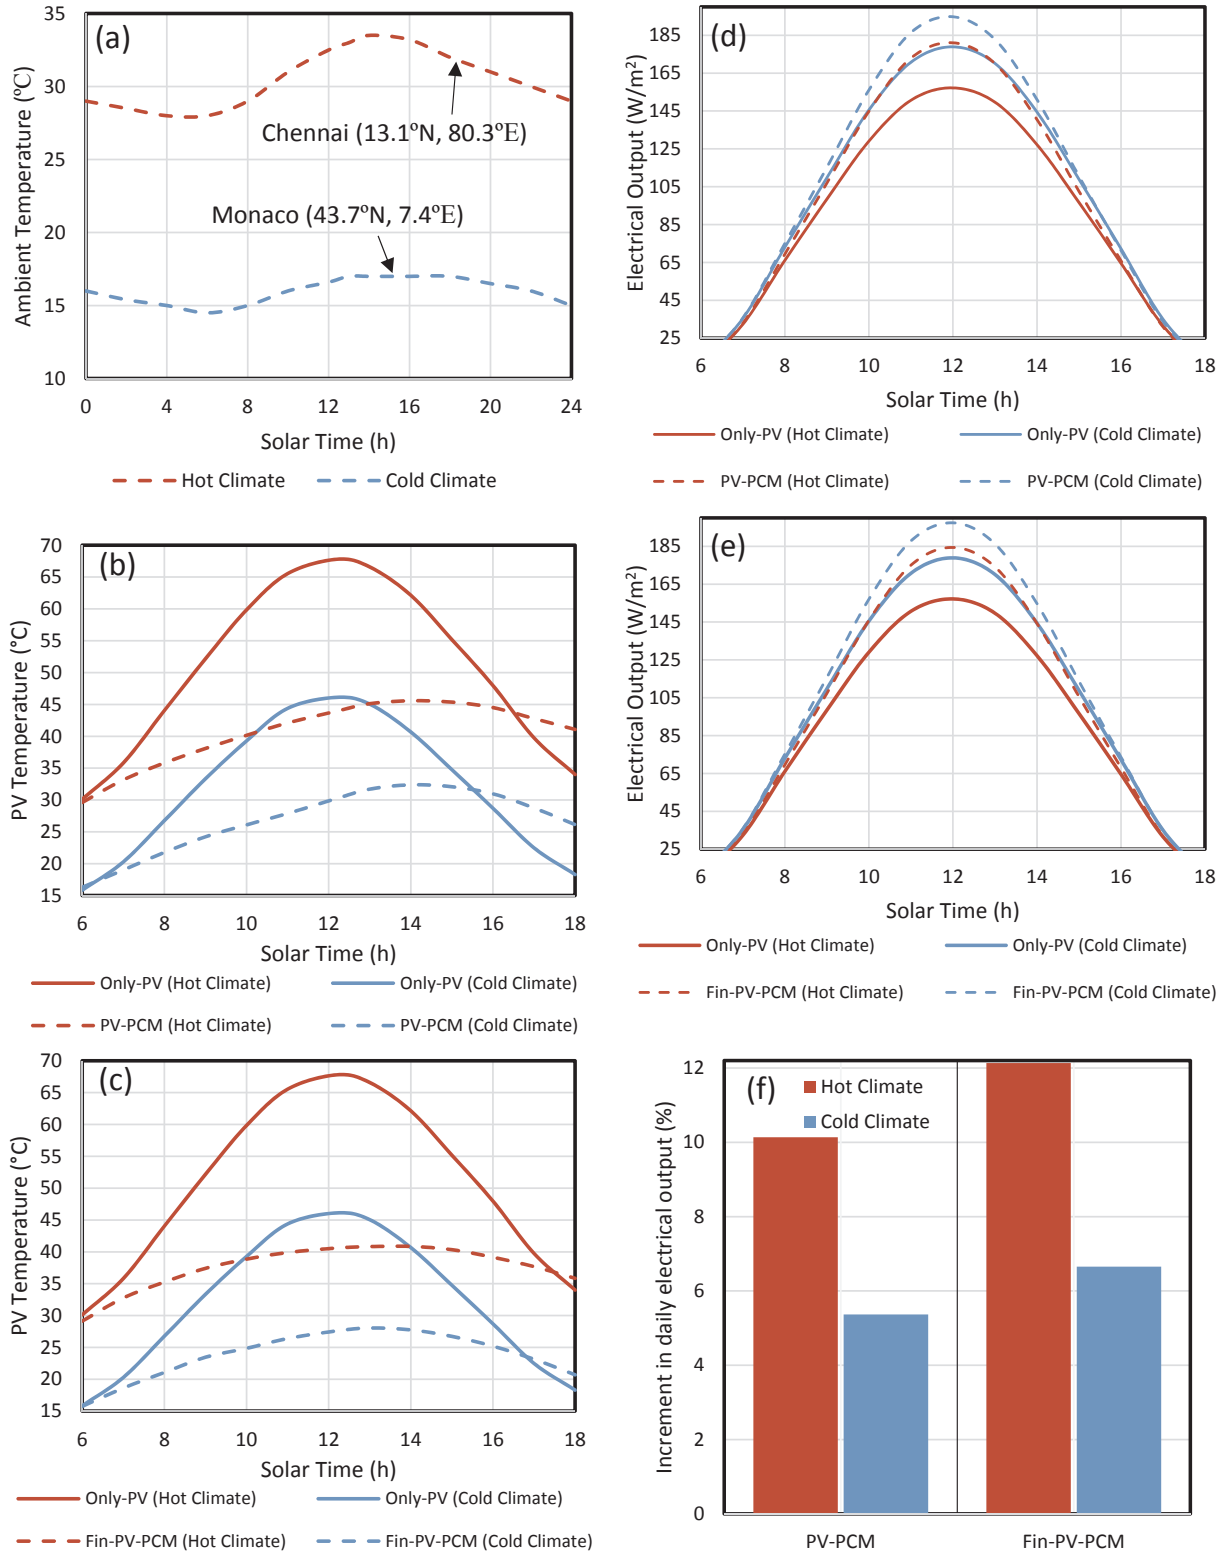 (a)
35
30
25
20
15
10
Ambient Temperature (ºC)
Chennai (13.1ºN, 80.3ºE)
Monaco (43.7ºN, 7.4ºE)
0 4 8 12 16 20 24
Solar Time (h)
Hot Climate Cold Climate
(b)
70
65
60
55
50
45
40
35
30
25
20
15
PV Temperature (°C)
6 8 10 12 14 16 18
Solar Time (h)
Only-PV (Hot Climate) Only-PV (Cold Climate)
PV-PCM (Hot Climate) PV-PCM (Cold Climate)
(c)
70
65
60
55
50
45
40
35
30
25
20
15
PV Temperature (°C)
6 8 10 12 14 16 18
Solar Time (h)
Only-PV (Hot Climate) Only-PV (Cold Climate)
Fin-PV-PCM (Hot Climate) Fin-PV-PCM (Cold Climate)
(d)
185
165
145
125
105
85
65
45
25
Electrical Output (W/m²)
6 8 10 12 14 16 18
Solar Time (h)
Only-PV (Hot Climate) Only-PV (Cold Climate)
PV-PCM (Hot Climate) PV-PCM (Cold Climate)
(e)
185
165
145
125
105
85
65
45
25
Electrical Output (W/m²)
6 8 10 12 14 16 18
Solar Time (h)
Only-PV (Hot Climate) Only-PV (Cold Climate)
Fin-PV-PCM (Hot Climate) Fin-PV-PCM (Cold Climate)
(f)
Hot Climate
Cold Climate
12
10
8
6
4
2
0
Increment in daily electrical output (%)
PV-PCM Fin-PV-PCM